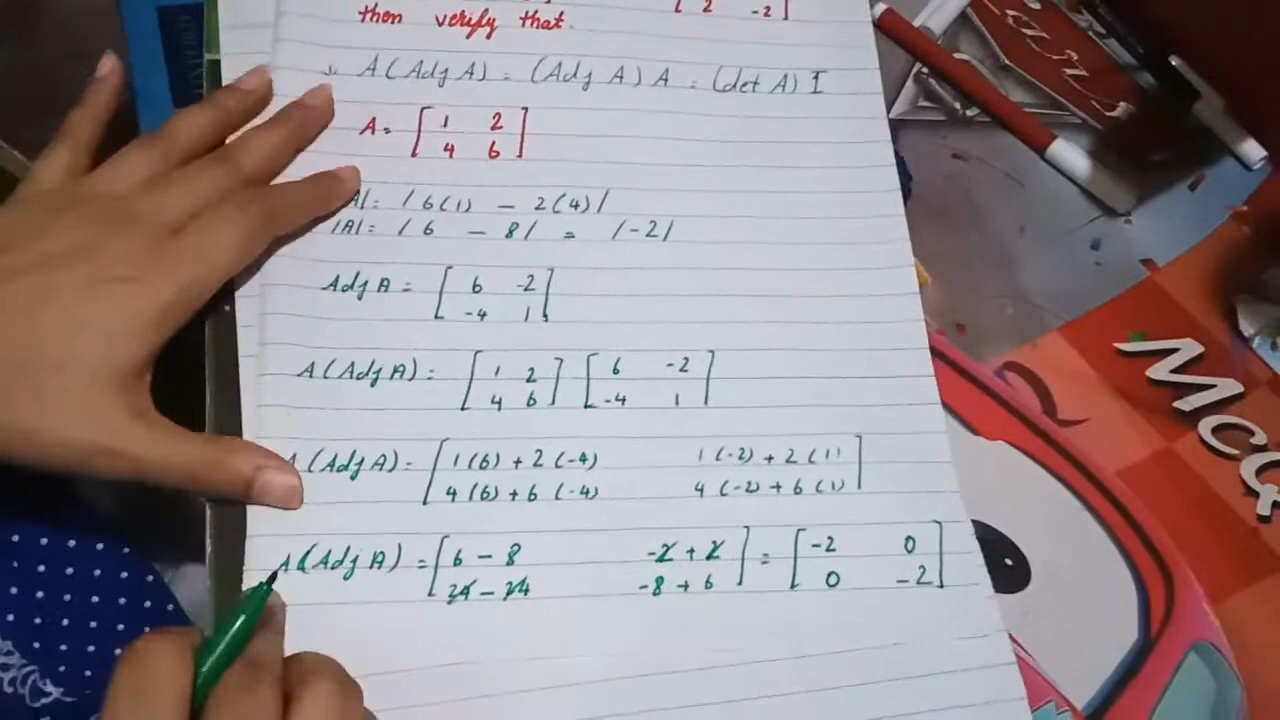 [ 2 -2 ]
then verify that.
A (Adj A) = (Adj A) A = (det A) I
A = [ 1 2
4 6 ]
A| = / 6(1) - 2(4) /
|A| = / 6 - 8 / = / -2 /
Adj A = [ 6 -2
-4 1 ]
A (Adj A) = [ 1 2 ] [ 6 -2 ]
4 6 -4 1
A (Adj A) = [ 1(6) + 2(-4) 1(-2) + 2(1) ]
4(6) + 6(-4) 4(-2) + 6(1)
A (Adj A) = [ 6 - 8 -2 + 2 ] = [ -2 0 ]
24 - 24 -8 + 6 0 -2